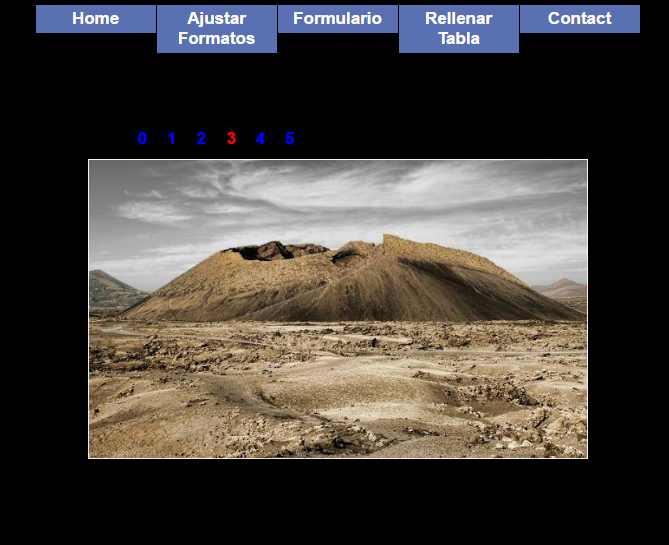 Home
Ajustar
Formatos
Formulario
Rellenar
Tabla
Contact
0 1 2 3 4 5